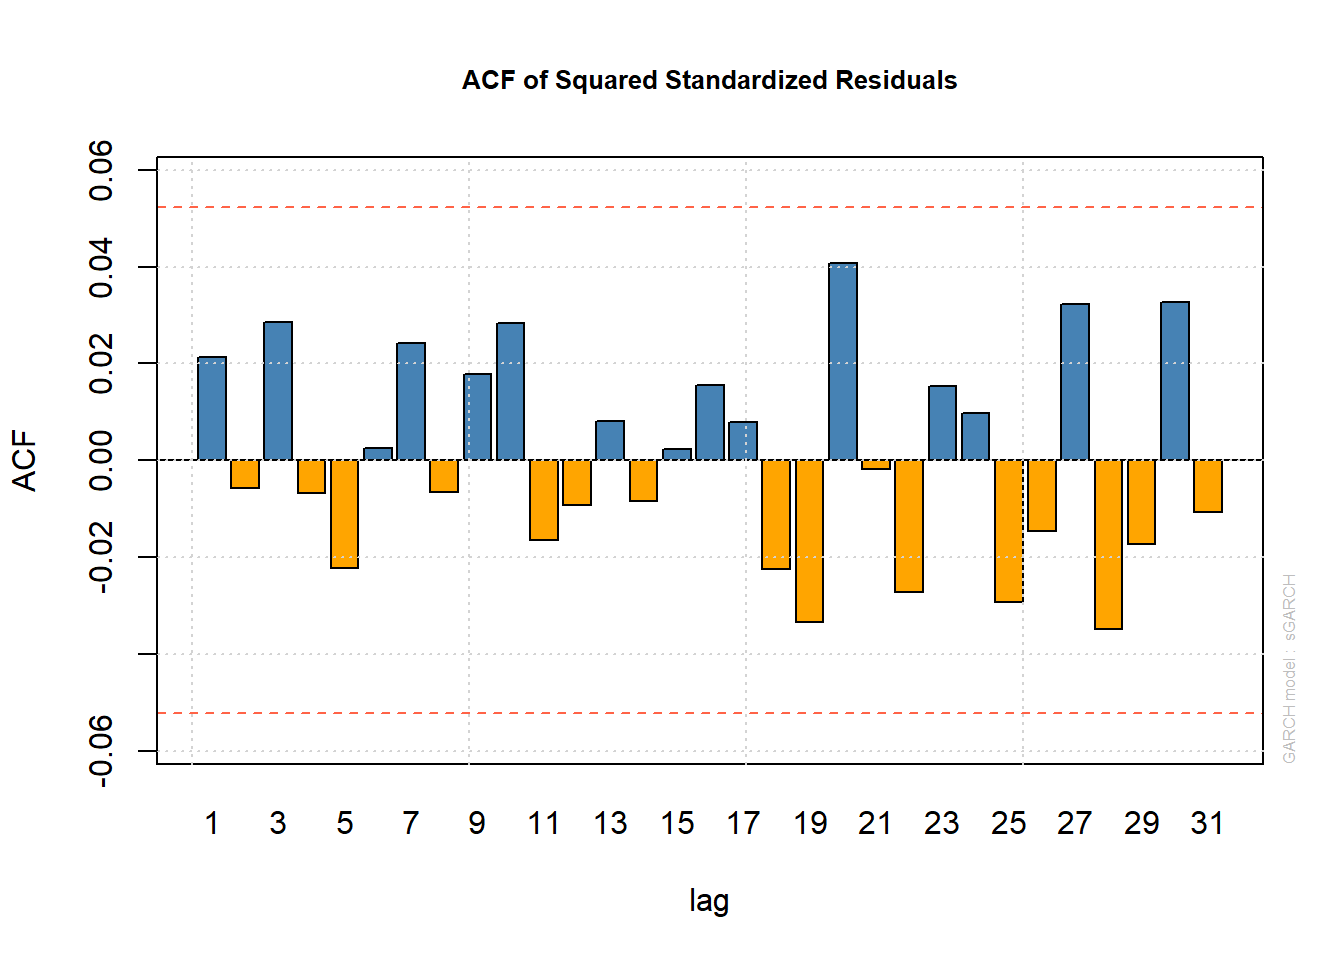 ACF of Squared Standardized Residuals
0.06
0.04
0.02
0.00
-0.02
-0.06
ACF
1 3 5 7 9 11 13 15 17 19 21 23 25 27 29 31
lag
GARCH model : sGARCH